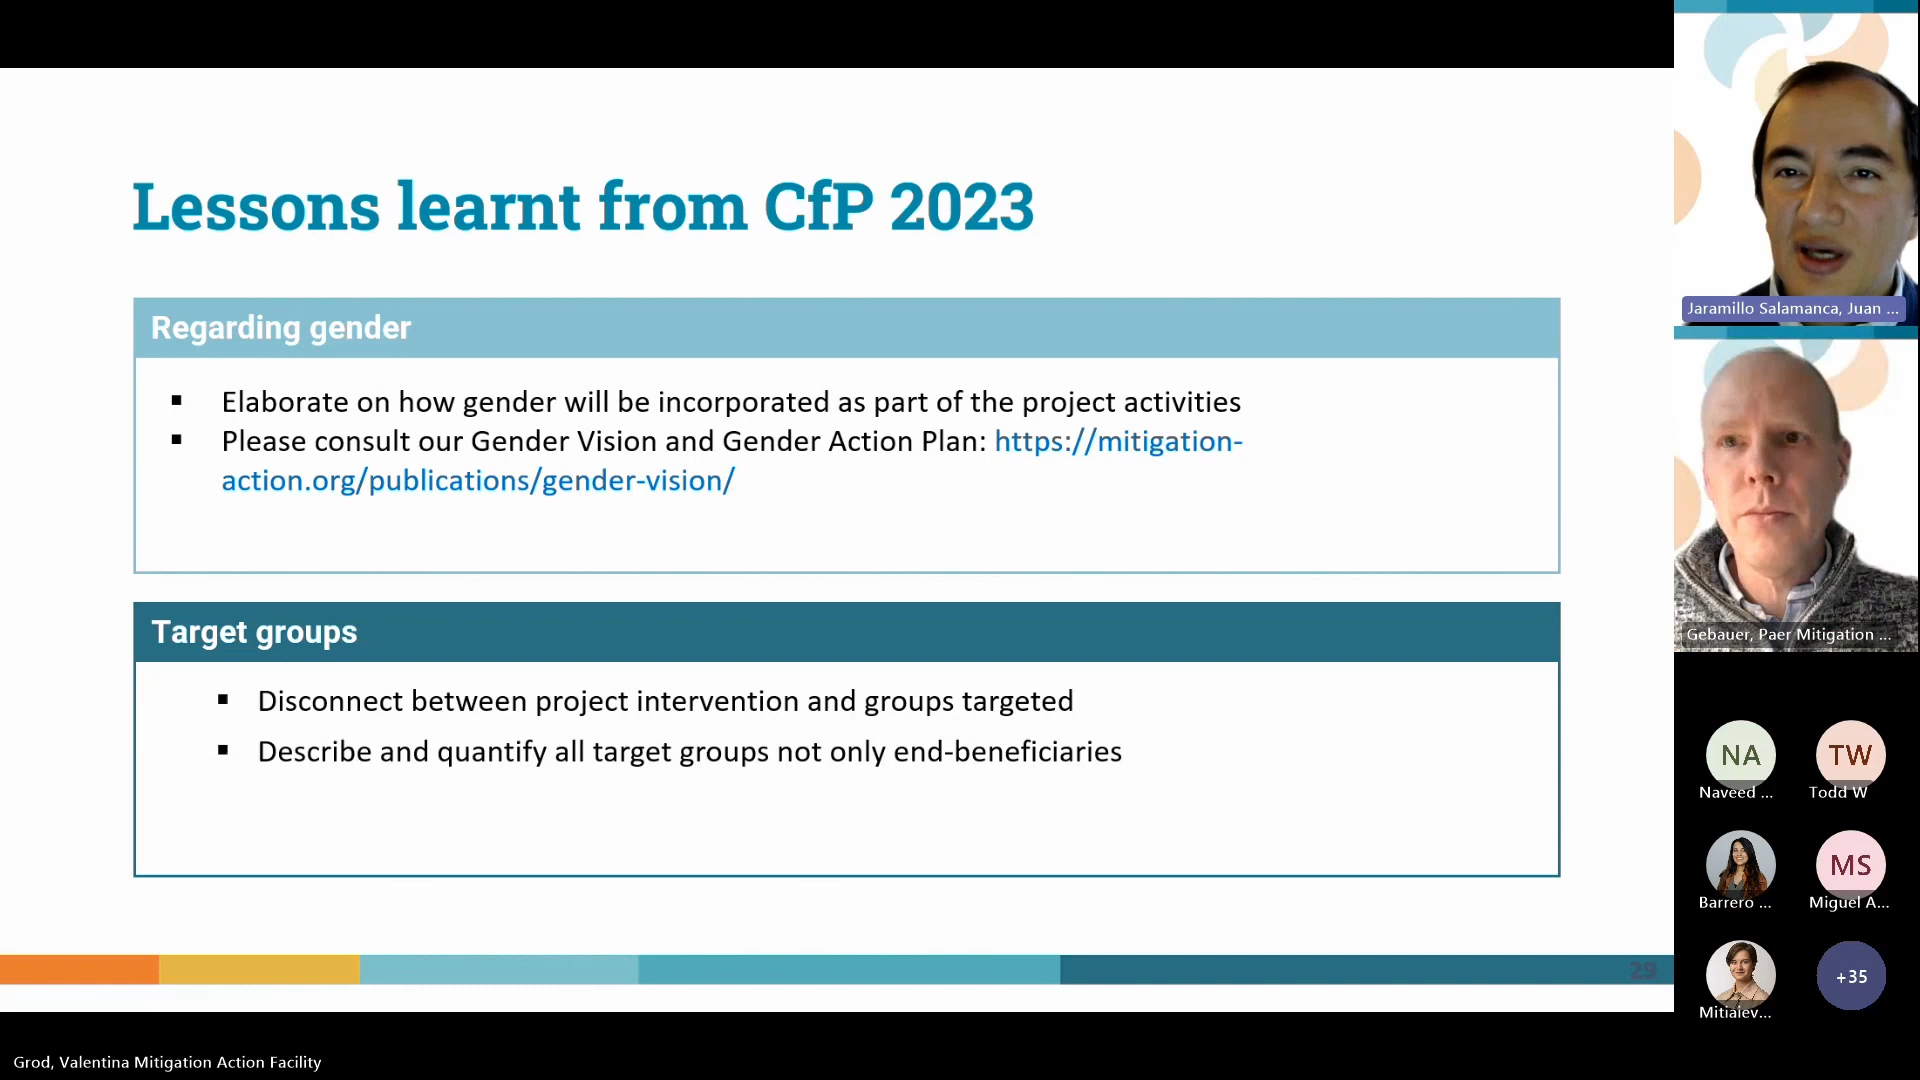 Lessons learnt from CfP 2023
Regarding gender
▪ Elaborate on how gender will be incorporated as part of the project activities
▪ Please consult our Gender Vision and Gender Action Plan: https://mitigation-
action.org/publications/gender-vision/
Target groups
▪ Disconnect between project intervention and groups targeted
▪ Describe and quantify all target groups not only end-beneficiaries
29
Jaramillo Salamanca, Juan ...
Gebauer, Paer Mitigation ...
NA
Naveed ...
TW
Todd W
Barrero ...
MS
Miguel A...
Mitiaiev...
+35
Grod, Valentina Mitigation Action Facility